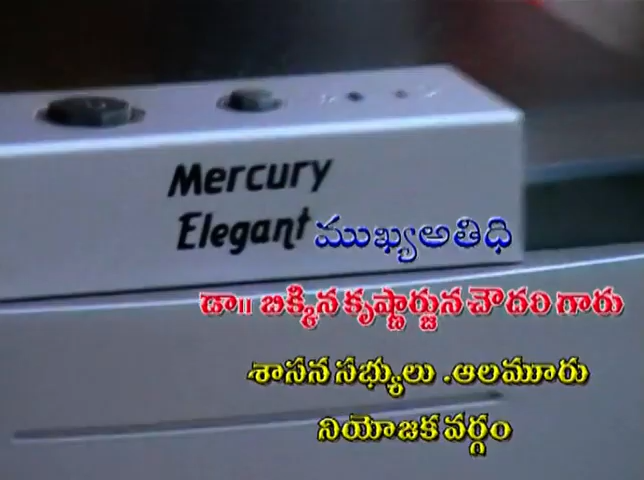 Mercury
Elegant
ముఖ్యఅతిధి
డా॥ బిక్కిన కృష్ణార్జున చౌదరి గారు
శాసన సభ్యులు .ఆలమూరు
నియోజక వర్గం